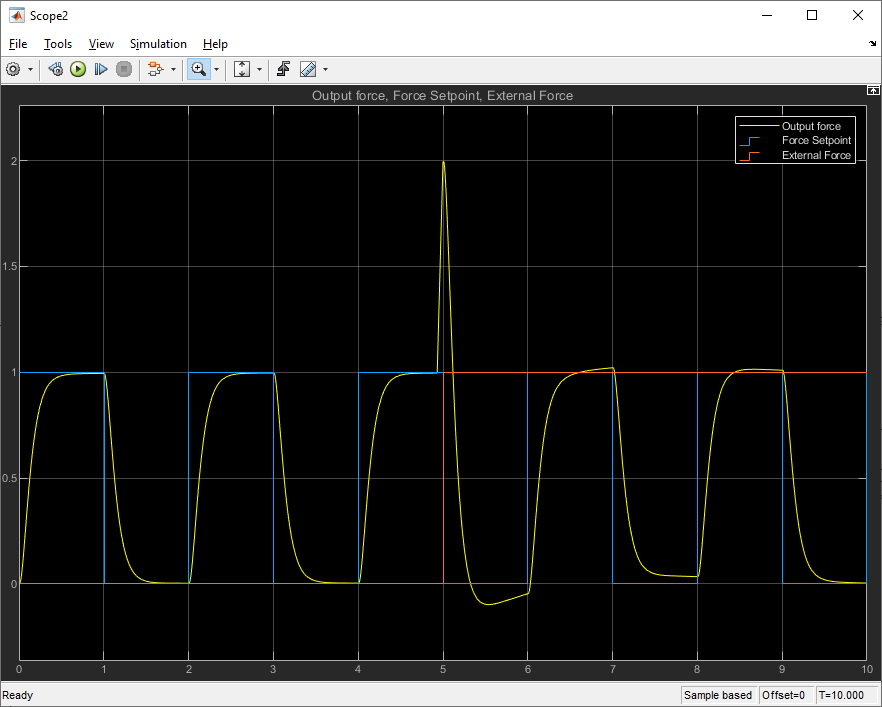 Scope2
File Tools View Simulation Help
Output force, Force Setpoint, External Force
Output force
Force Setpoint
External Force
2
1.5
1
0.5
0
0 1 2 3 4 5 6 7 8 9 10
Ready Sample based Offset=0 T=10.000